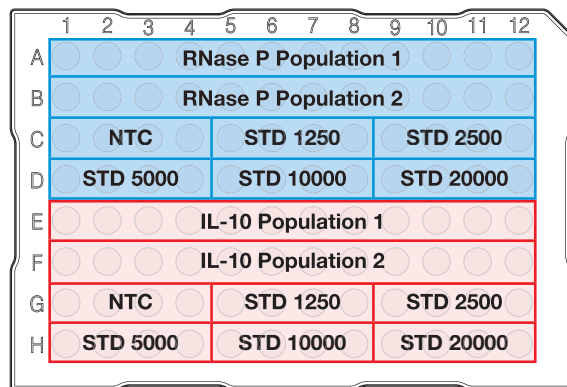 1 2 3 4 5 6 7 8 9 10 11 12
A RNase P Population 1
B RNase P Population 2
C NTC STD 1250 STD 2500
D STD 5000 STD 10000 STD 20000
E IL-10 Population 1
F IL-10 Population 2
G NTC STD 1250 STD 2500
H STD 5000 STD 10000 STD 20000